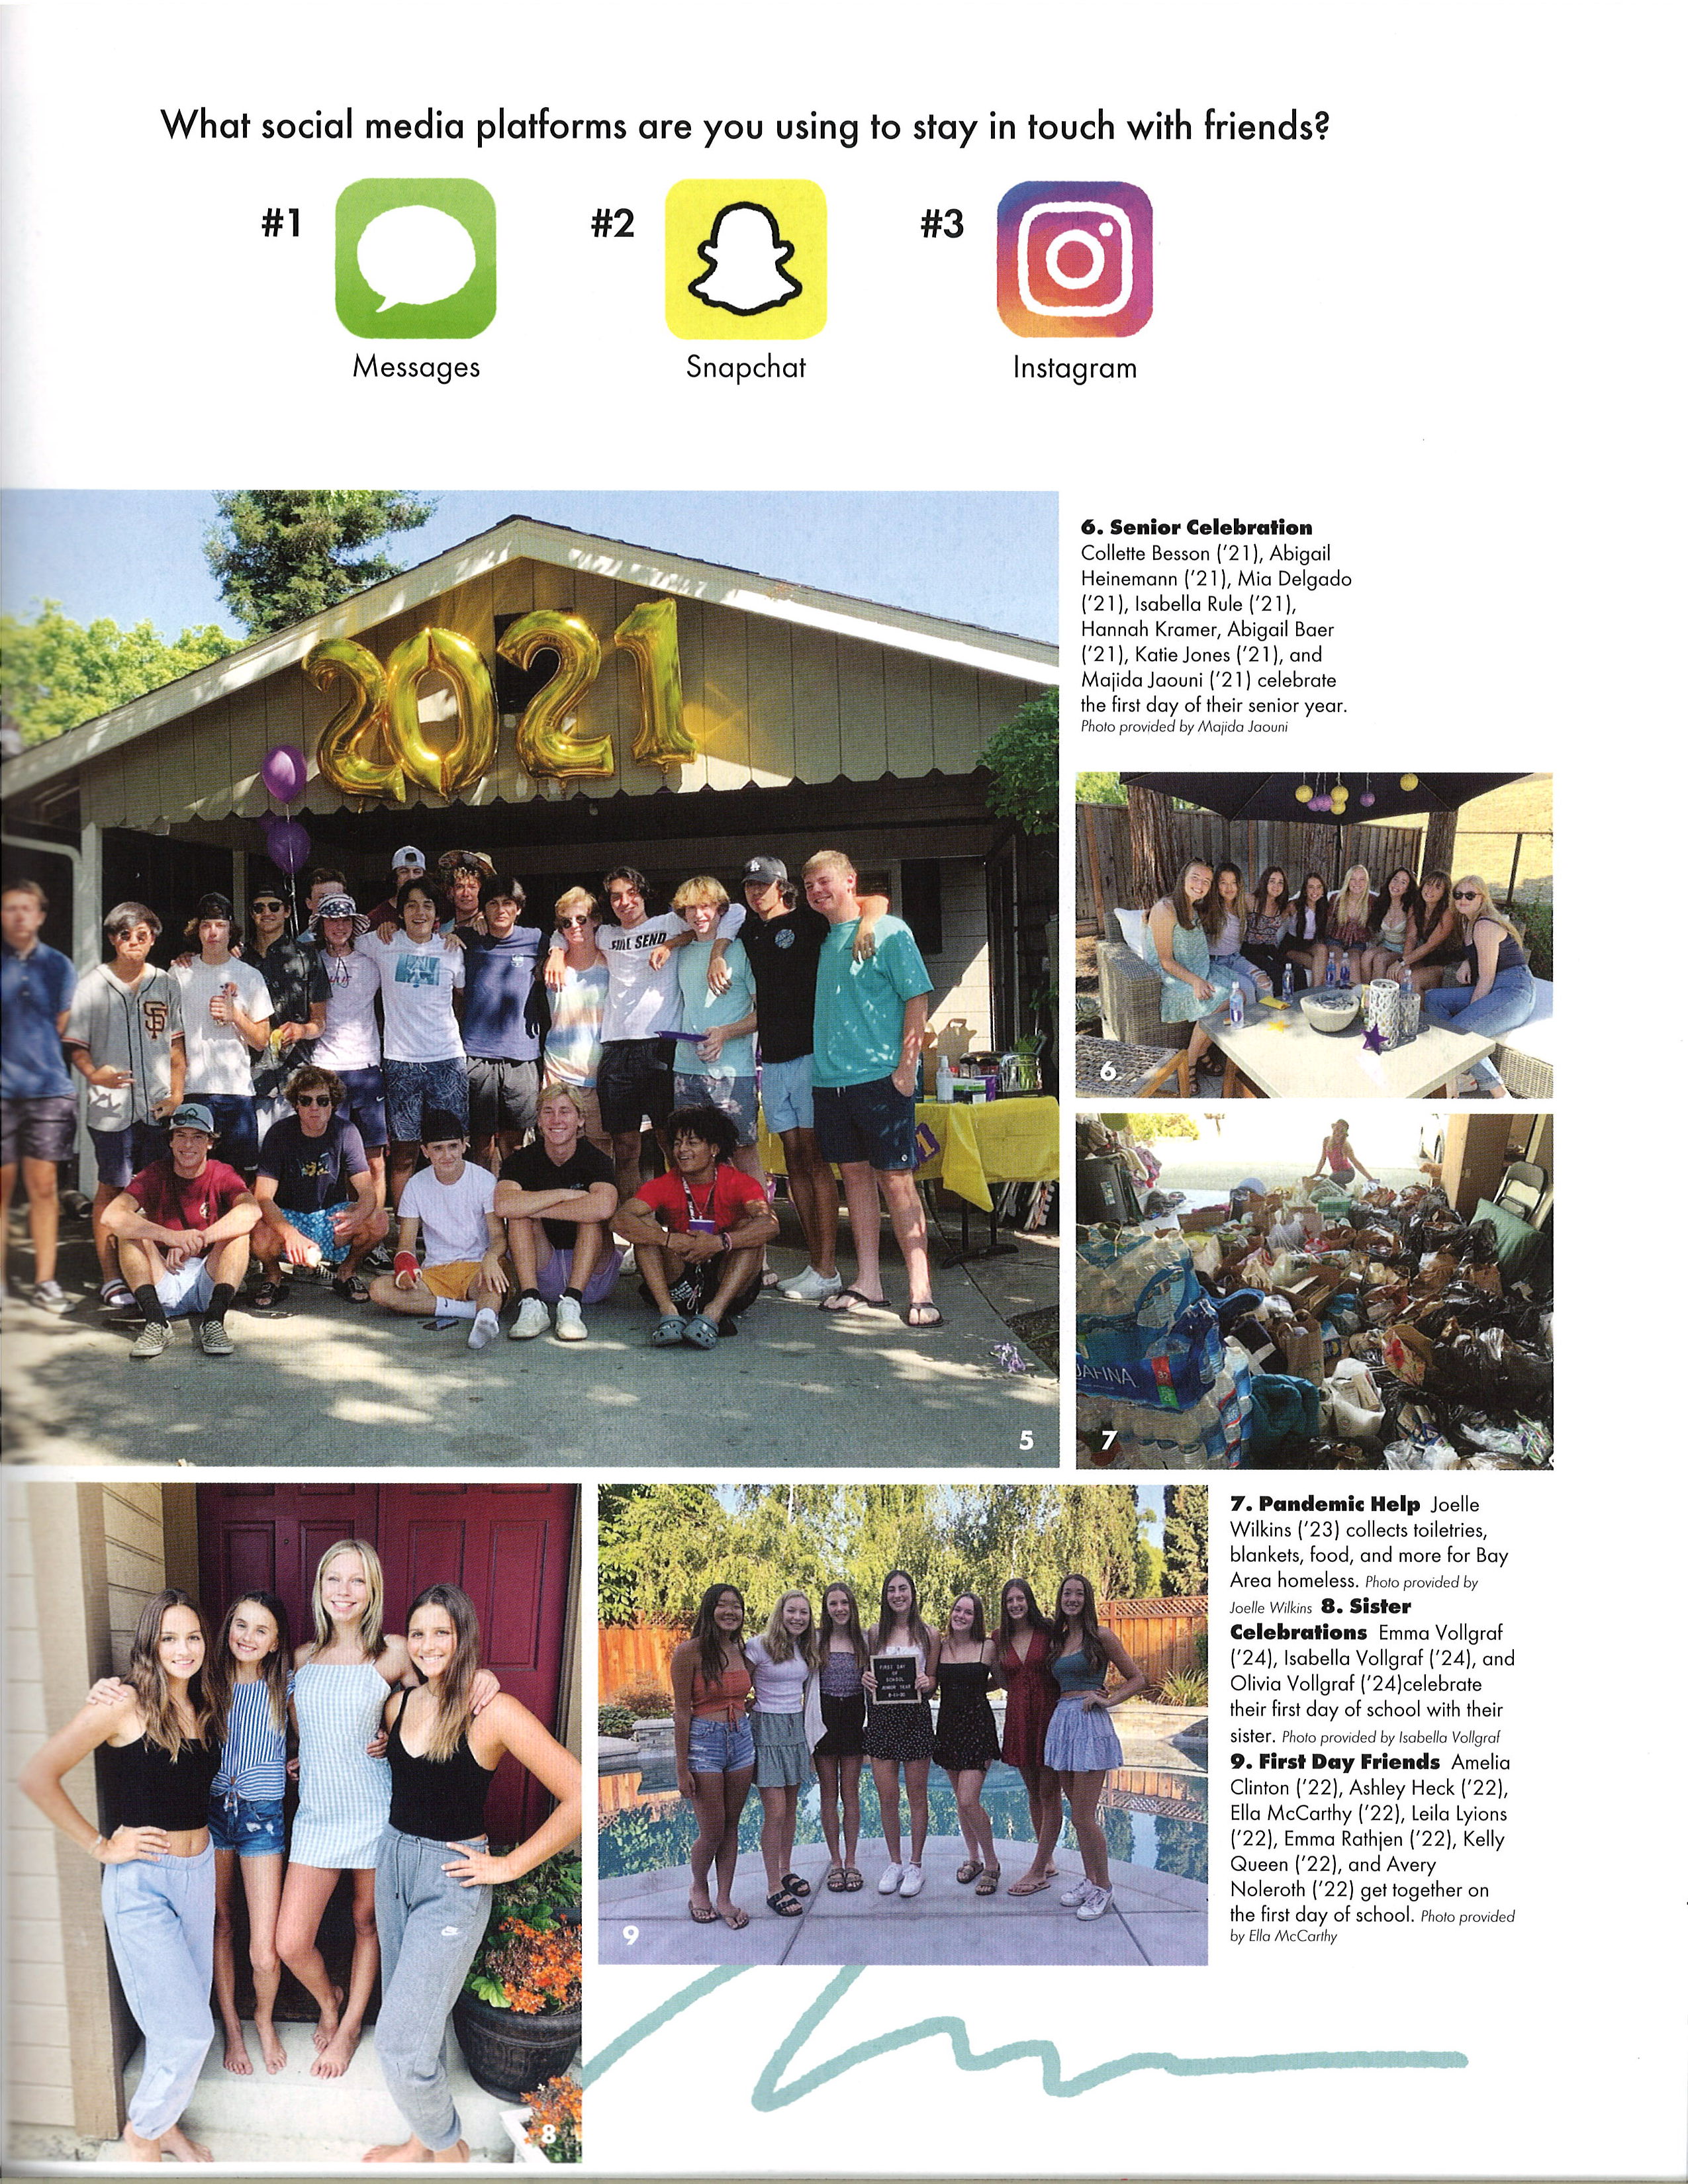 What social media platforms are you using to stay in touch with friends?
#1
#2
#3
Messages
Snapchat
Instagram
2021
SF
LA
SEND
5
6. Senior Celebration
Collette Besson ('21), Abigail
Heinemann ('21), Mia Delgado
('21), Isabella Rule ('21),
Hannah Kramer, Abigail Baer
('21), Katie Jones ('21), and
Majida Jaouni ('21) celebrate
the first day of their senior year.
Photo provided by Majida Jaouni
6
7
8
FIRST DAY
OF
SCHOOL
JUNIOR YEAR
9
7. Pandemic Help Joelle
Wilkins ('23) collects toiletries,
blankets, food, and more for Bay
Area homeless. Photo provided by
Joelle Wilkins 8. Sister
Celebrations Emma Vollgraf
('24), Isabella Vollgraf ('24), and
Olivia Vollgraf ('24)celebrate
their first day of school with their
sister. Photo provided by Isabella Vollgraf
9. First Day Friends Amelia
Clinton ('22), Ashley Heck ('22),
Ella McCarthy ('22), Leila Lyions
('22), Emma Rathjen ('22), Kelly
Queen ('22), and Avery
Noleroth ('22) get together on
the first day of school. Photo provided
by Ella McCarthy